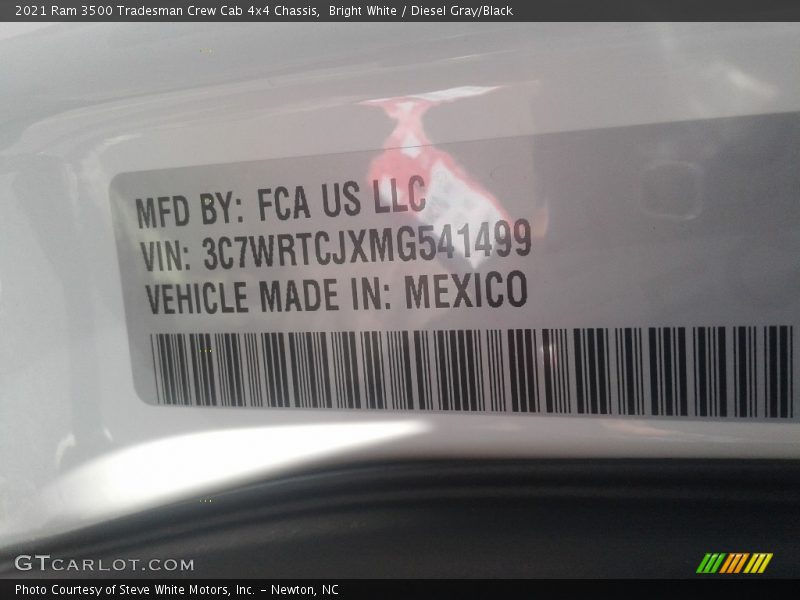 2021 Ram 3500 Tradesman Crew Cab 4x4 Chassis, Bright White / Diesel Gray/Black
MFD BY: FCA US LLC
VIN: 3C7WRTCJXMG541499
VEHICLE MADE IN: MEXICO
GTCARLOT.COM
Photo Courtesy of Steve White Motors, Inc. – Newton, NC